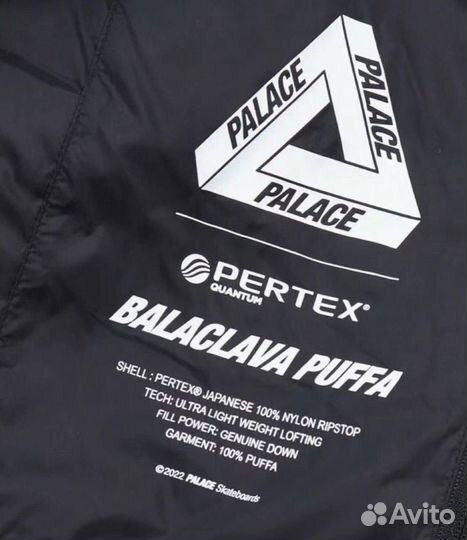 PALACE
PALACE
PALACE
PERTEX®
QUANTUM
BALACLAVA PUFFA
SHELL : PERTEX® JAPANESE 100% NYLON RIPSTOP
TECH: ULTRA LIGHT WEIGHT LOFTING
FILL POWER: GENUINE DOWN
GARMENT: 100% PUFFA
©2022 PALACE Skateboards
Avito